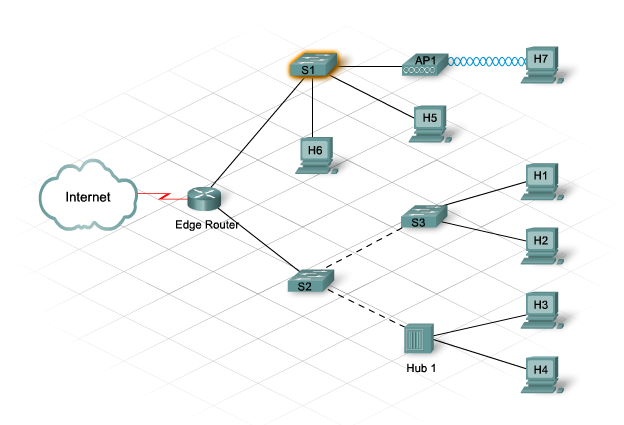 S1
AP1
H7
H5
H6
H1
Internet
Edge Router
S3
H2
S2
H3
Hub 1
H4